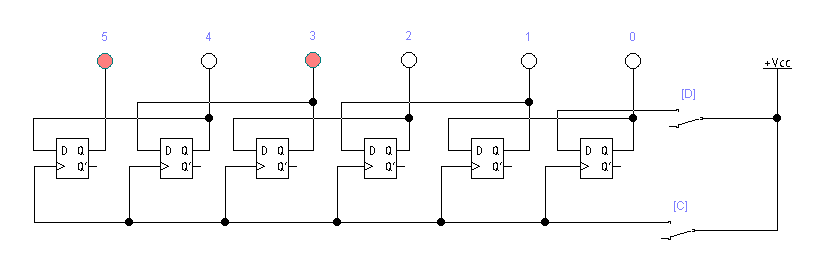 5 4 3 2 1 0
+Vcc
[D]
D Q D Q D Q D Q D Q D Q
Q' Q' Q' Q' Q' Q'
[C]